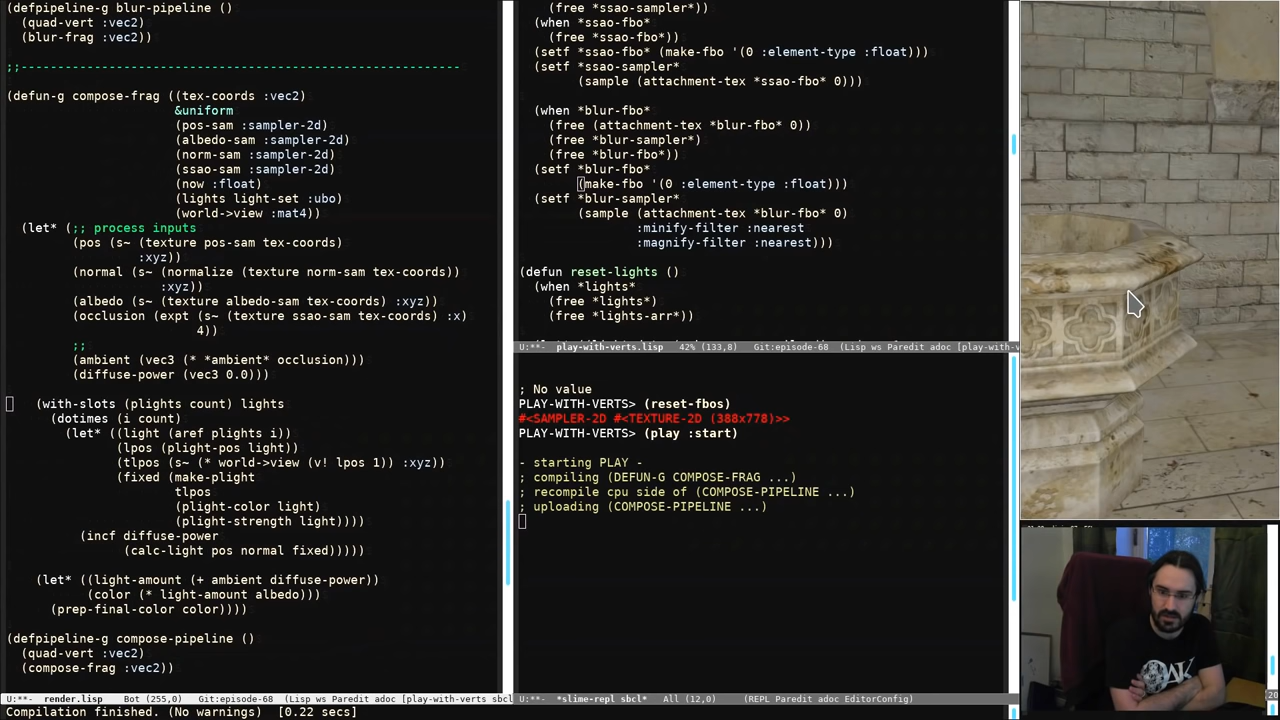 (defpipeline-g blur-pipeline ()
  (quad-vert :vec2)
  (blur-frag :vec2))
;;------------------------------------------------------------
(defun-g compose-frag ((tex-coords :vec2)
                       &uniform
                       (pos-sam :sampler-2d)
                       (albedo-sam :sampler-2d)
                       (norm-sam :sampler-2d)
                       (ssao-sam :sampler-2d)
                       (now :float)
                       (lights light-set :ubo)
                       (world->view :mat4))
  (let* (;; process inputs
         (pos (s~ (texture pos-sam tex-coords)
                  :xyz))
         (normal (s~ (normalize (texture norm-sam tex-coords))
                     :xyz))
         (albedo (s~ (texture albedo-sam tex-coords) :xyz))
         (occlusion (expt (s~ (texture ssao-sam tex-coords) :x)
                          4))
         ;;
         (ambient (vec3 (* *ambient* occlusion)))
         (diffuse-power (vec3 0.0)))
    (with-slots (plights count) lights
      (dotimes (i count)
        (let* ((light (aref plights i))
               (lpos (plight-pos light))
               (tlpos (s~ (* world->view (v! lpos 1)) :xyz))
               (fixed (make-plight
                       tlpos
                       (plight-color light)
                       (plight-strength light))))
          (incf diffuse-power
                (calc-light pos normal fixed)))))
    (let* ((light-amount (+ ambient diffuse-power))
           (color (* light-amount albedo)))
      (prep-final-color color))))
(defpipeline-g compose-pipeline ()
  (quad-vert :vec2)
  (compose-frag :vec2))
U:**-  render.lisp    Bot (255,0)   Git:episode-68  (Lisp ws Paredit adoc [play-with-verts sbcl
Compilation finished. (No warnings)  [0.22 secs]
    (free *ssao-sampler*)
  (when *ssao-fbo*
    (free *ssao-fbo*))
  (setf *ssao-fbo* (make-fbo '(0 :element-type :float)))
  (setf *ssao-sampler*
        (sample (attachment-tex *ssao-fbo* 0)))
  (when *blur-fbo*
    (free (attachment-tex *blur-fbo* 0))
    (free *blur-sampler*)
    (free *blur-fbo*))
  (setf *blur-fbo*
        (make-fbo '(0 :element-type :float)))
  (setf *blur-sampler*
        (sample (attachment-tex *blur-fbo* 0)
                :minify-filter :nearest
                :magnify-filter :nearest)))
(defun reset-lights ()
  (when *lights*
    (free *lights*)
    (free *lights-arr*))
U:**-  play-with-verts.lisp   42% (133,8)   Git:episode-68  (Lisp ws Paredit adoc [play-with-v
; No value
PLAY-WITH-VERTS> (reset-fbos)
#<SAMPLER-2D #<TEXTURE-2D (388x778)>>
PLAY-WITH-VERTS> (play :start)
- starting PLAY -
; compiling (DEFUN-G COMPOSE-FRAG ...)
; recompile cpu side of (COMPOSE-PIPELINE ...)
; uploading (COMPOSE-PIPELINE ...)
U:**-  *slime-repl sbcl*   All (12,0)     (REPL Paredit adoc EditorConfig)